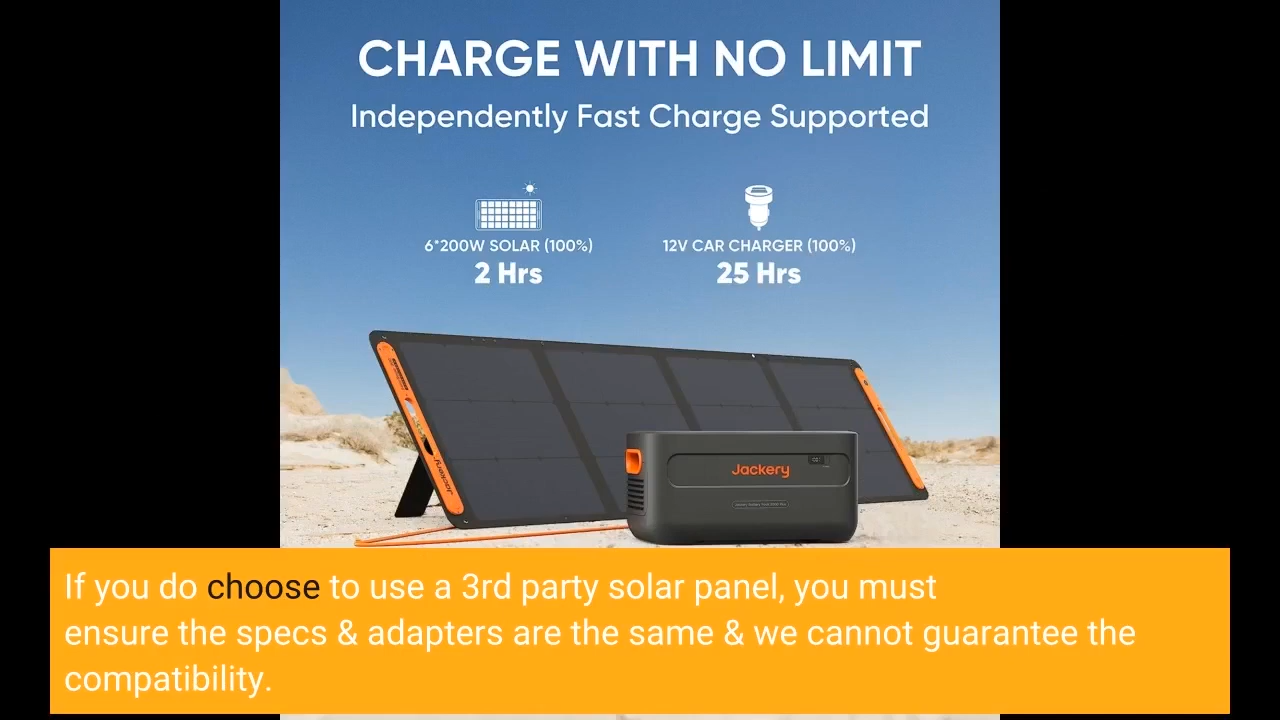 CHARGE WITH NO LIMIT
Independently Fast Charge Supported
6*200W SOLAR (100%)
2 Hrs
12V CAR CHARGER (100%)
25 Hrs
Jackery
Jackery
If you do choose to use a 3rd party solar panel, you must
ensure the specs & adapters are the same & we cannot guarantee the
compatibility.